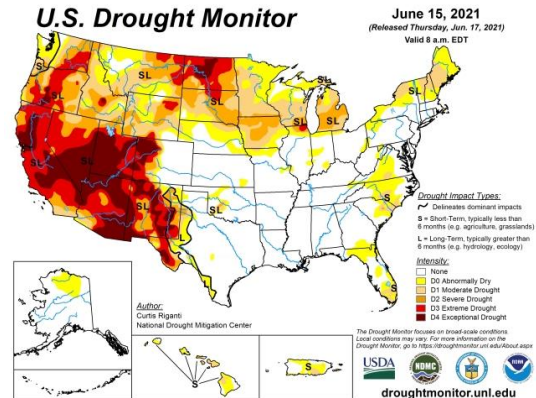 U.S. Drought Monitor
June 15, 2021
(Released Thursday, Jun. 17, 2021)
Valid 8 a.m. EDT
S
SL
SL
SL
SL
SL
SL
SL
S
SL
SL
SL
SL
L
S
S
Drought Impact Types:
Delineates dominant impacts
S = Short-Term, typically less than
6 months (e.g. agriculture, grasslands)
L = Long-Term, typically greater than
6 months (e.g. hydrology, ecology)
Intensity:
None
D0 Abnormally Dry
D1 Moderate Drought
D2 Severe Drought
D3 Extreme Drought
D4 Exceptional Drought
Author:
Curtis Riganti
National Drought Mitigation Center
S
S
The Drought Monitor focuses on broad-scale conditions.
Local conditions may vary. For more information on the
Drought Monitor, go to https://droughtmonitor.unl.edu/About.aspx
USDA
NDMC
NOAA
droughtmonitor.unl.edu